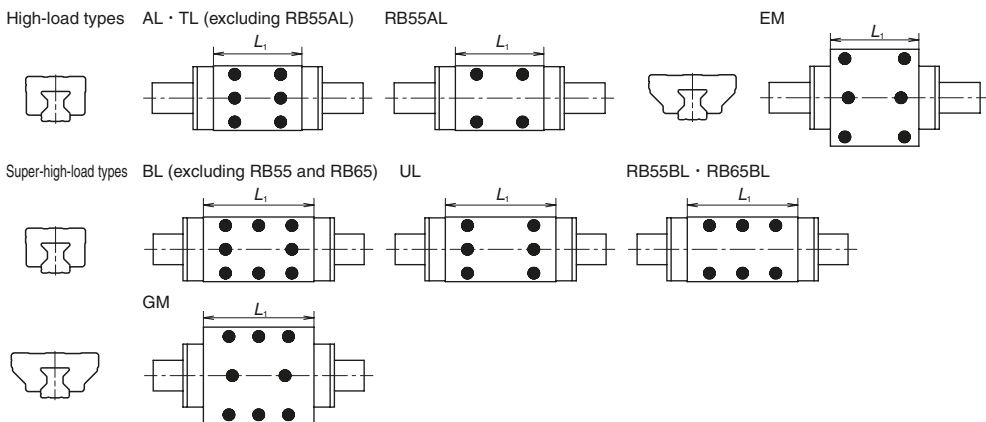 High-load types AL · TL (excluding RB55AL) RB55AL EM
L₁ L₁ L₁
Super-high-load types BL (excluding RB55 and RB65) UL RB55BL · RB65BL
L₁ L₁ L₁
GM
L₁